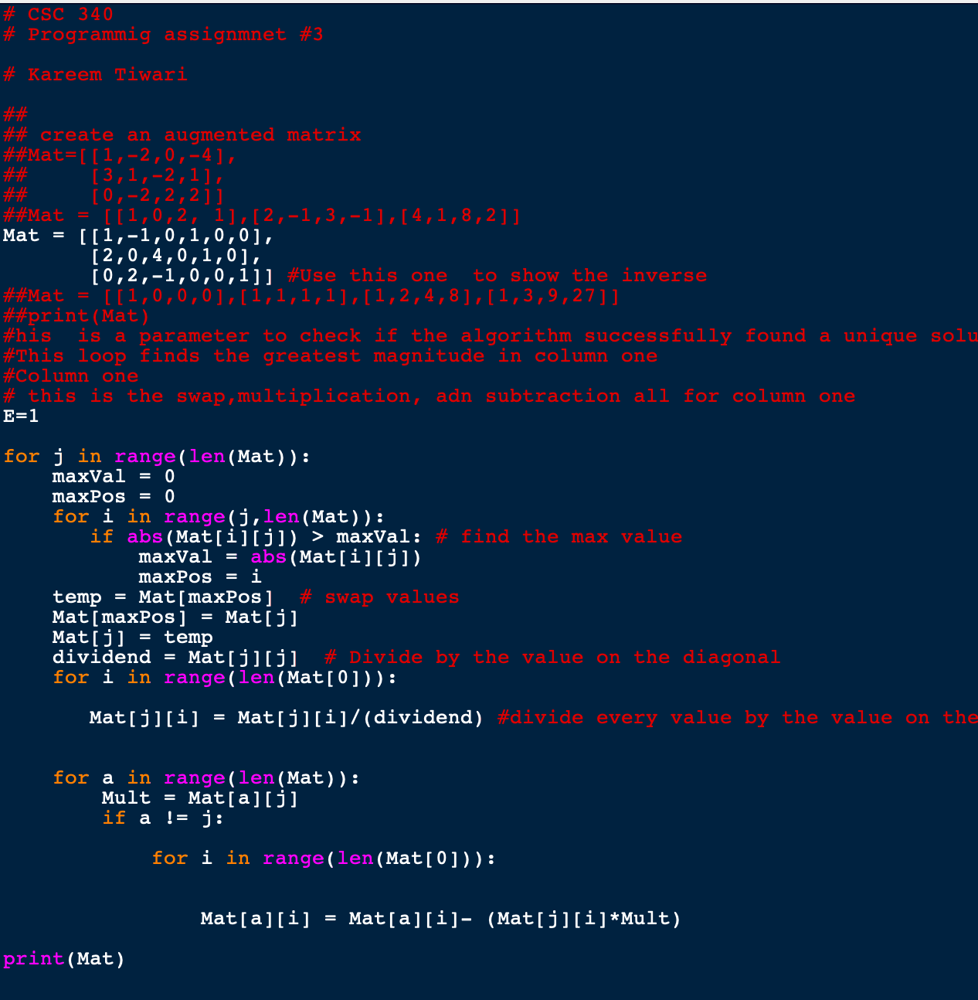 # CSC 340
# Programmig assignmnet #3
# Kareem Tiwari
##
## create an augmented matrix
##Mat=[[1,-2,0,-4],
##     [3,1,-2,1],
##     [0,-2,2,2]]
##Mat = [[1,0,2, 1],[2,-1,3,-1],[4,1,8,2]]
Mat = [[1,-1,0,1,0,0],
       [2,0,4,0,1,0],
       [0,2,-1,0,0,1]] #Use this one  to show the inverse
##Mat = [[1,0,0,0],[1,1,1,1],[1,2,4,8],[1,3,9,27]]
##print(Mat)
#his  is a parameter to check if the algorithm successfully found a unique solu
#This loop finds the greatest magnitude in column one
#Column one
# this is the swap,multiplication, adn subtraction all for column one
E=1
for j in range(len(Mat)):
    maxVal = 0
    maxPos = 0
    for i in range(j,len(Mat)):
       if abs(Mat[i][j]) > maxVal: # find the max value
           maxVal = abs(Mat[i][j])
           maxPos = i
    temp = Mat[maxPos]  # swap values
    Mat[maxPos] = Mat[j]
    Mat[j] = temp
    dividend = Mat[j][j]  # Divide by the value on the diagonal
    for i in range(len(Mat[0])):
       Mat[j][i] = Mat[j][i]/(dividend) #divide every value by the value on the
    for a in range(len(Mat)):
        Mult = Mat[a][j]
        if a != j:
            for i in range(len(Mat[0])):
                Mat[a][i] = Mat[a][i]- (Mat[j][i]*Mult)
print(Mat)